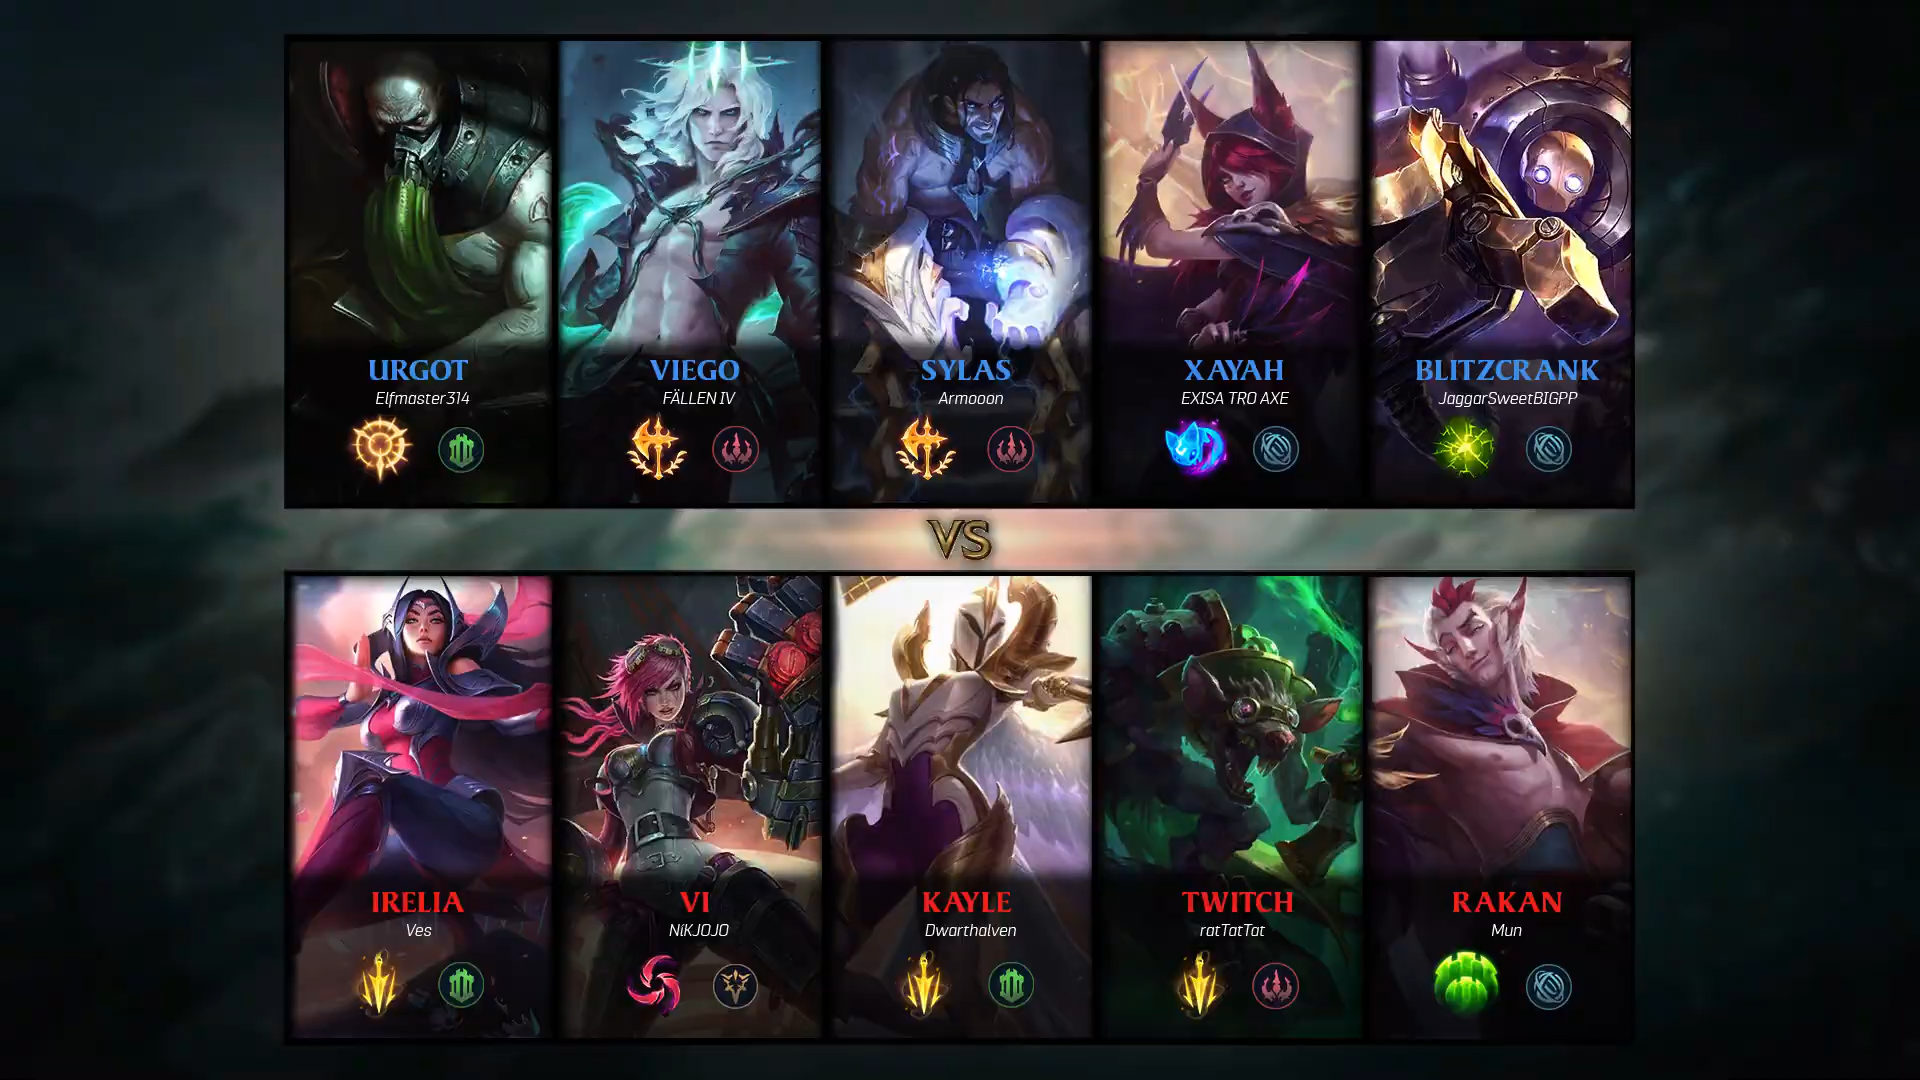 URGOT
Elfmaster314
VIEGO
FÄLLEN IV
SYLAS
Armooon
XAYAH
EXISA TRO AXE
BLITZCRANK
JaggarSweetBIGPP
VS
IRELIA
Ves
VI
NíKJOJO
KAYLE
Dwarthalven
TWITCH
ratTatTat
RAKAN
Mun